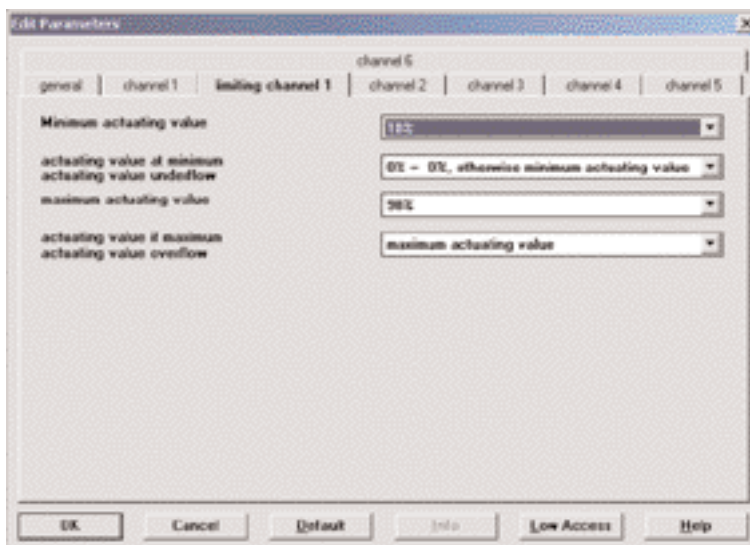 Edit Parameters
channel 6
general channel 1 limiting channel 1 channel 2 channel 3 channel 4 channel 5
Minimum actuating value
10%
actuating value at minimum
actuating value underflow
0% = 0%, otherwise minimum actuating value
maximum actuating value
90%
actuating value if maximum
actuating value overflow
maximum actuating value
OK Cancel Default Info Low Access Help